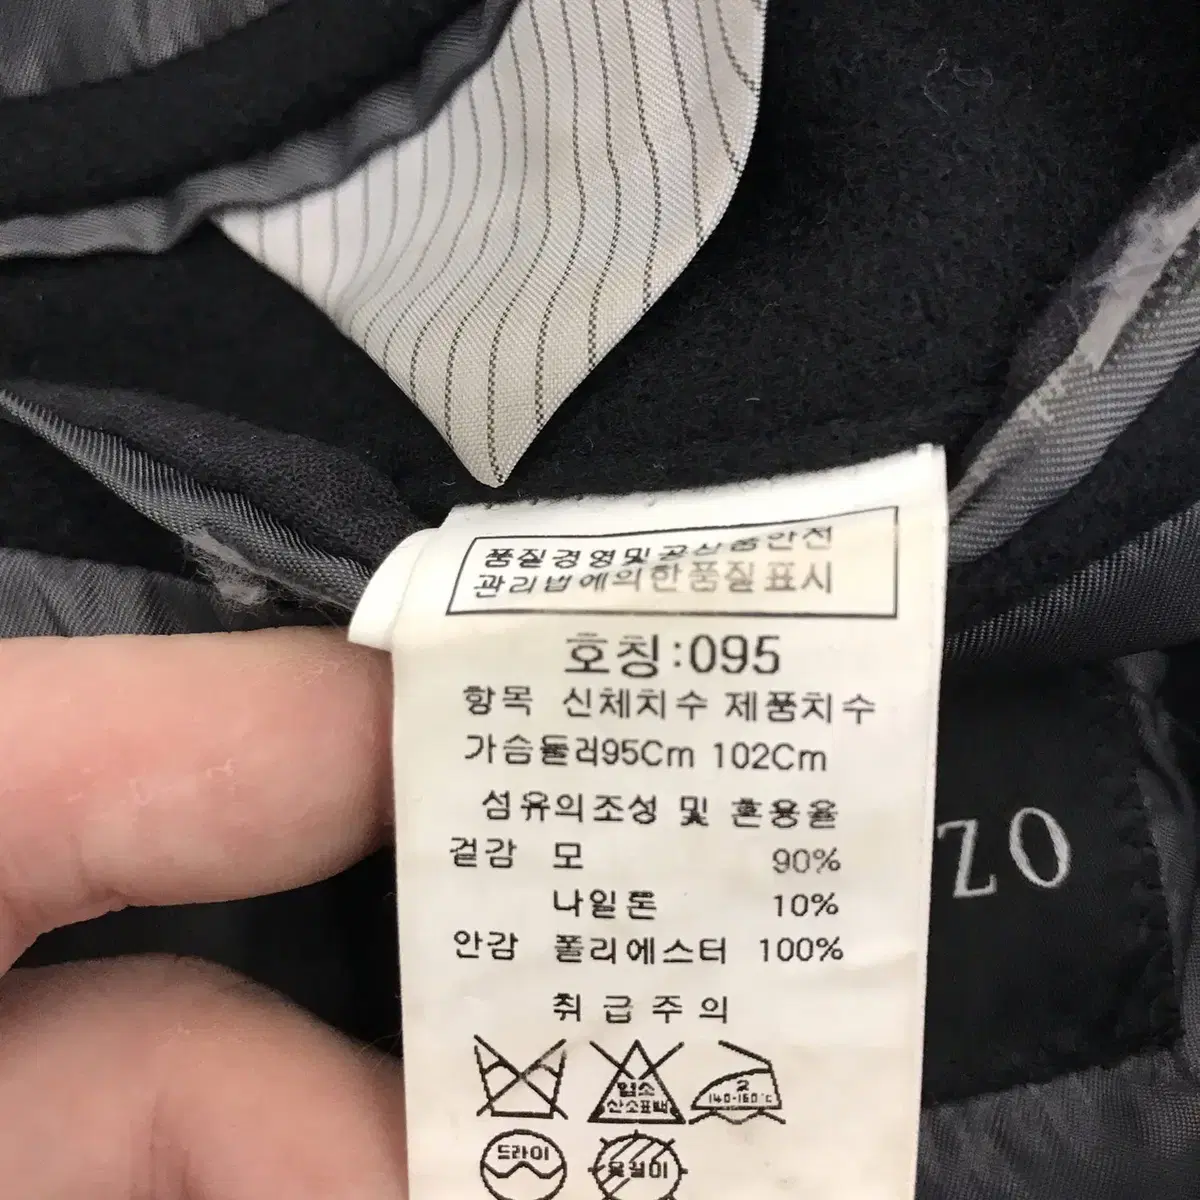 품질경영및공산품안전
관리법에의한품질표시
호칭:095
항목 신체치수 제품치수
가슴둘러95Cm 102Cm
섬유의조성 및 혼용율
겉감 모 90%
나일론 10%
안감 폴리에스터 100%
취급주의
염소
산소표백
2
140-160℃
드라이
옷걸이
ZO